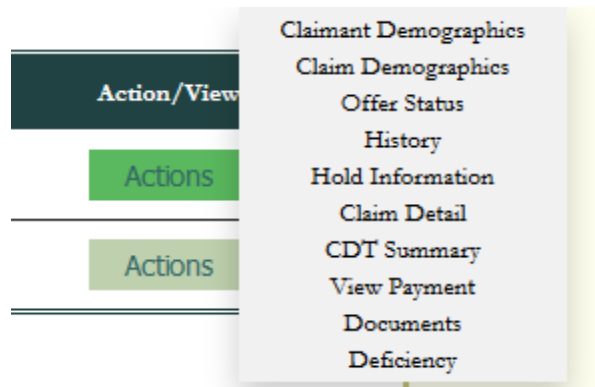 Action/View
Actions
Actions
Claimant Demographics
Claim Demographics
Offer Status
History
Hold Information
Claim Detail
CDT Summary
View Payment
Documents
Deficiency